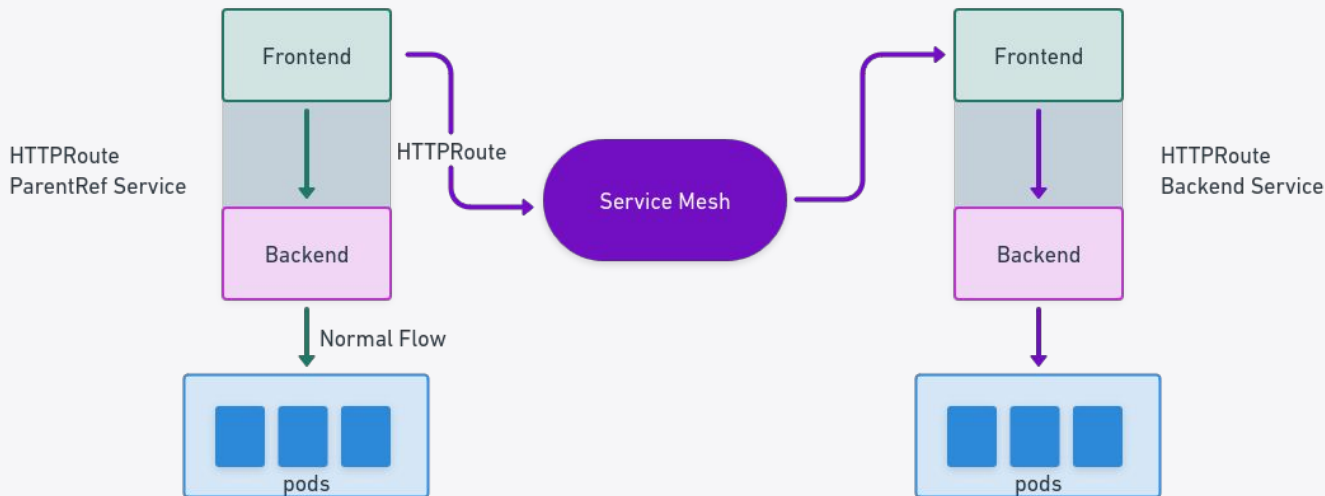 Frontend
Frontend
HTTPRoute
ParentRef Service
HTTPRoute
Service Mesh
HTTPRoute
Backend Service
Backend
Backend
Normal Flow
pods
pods